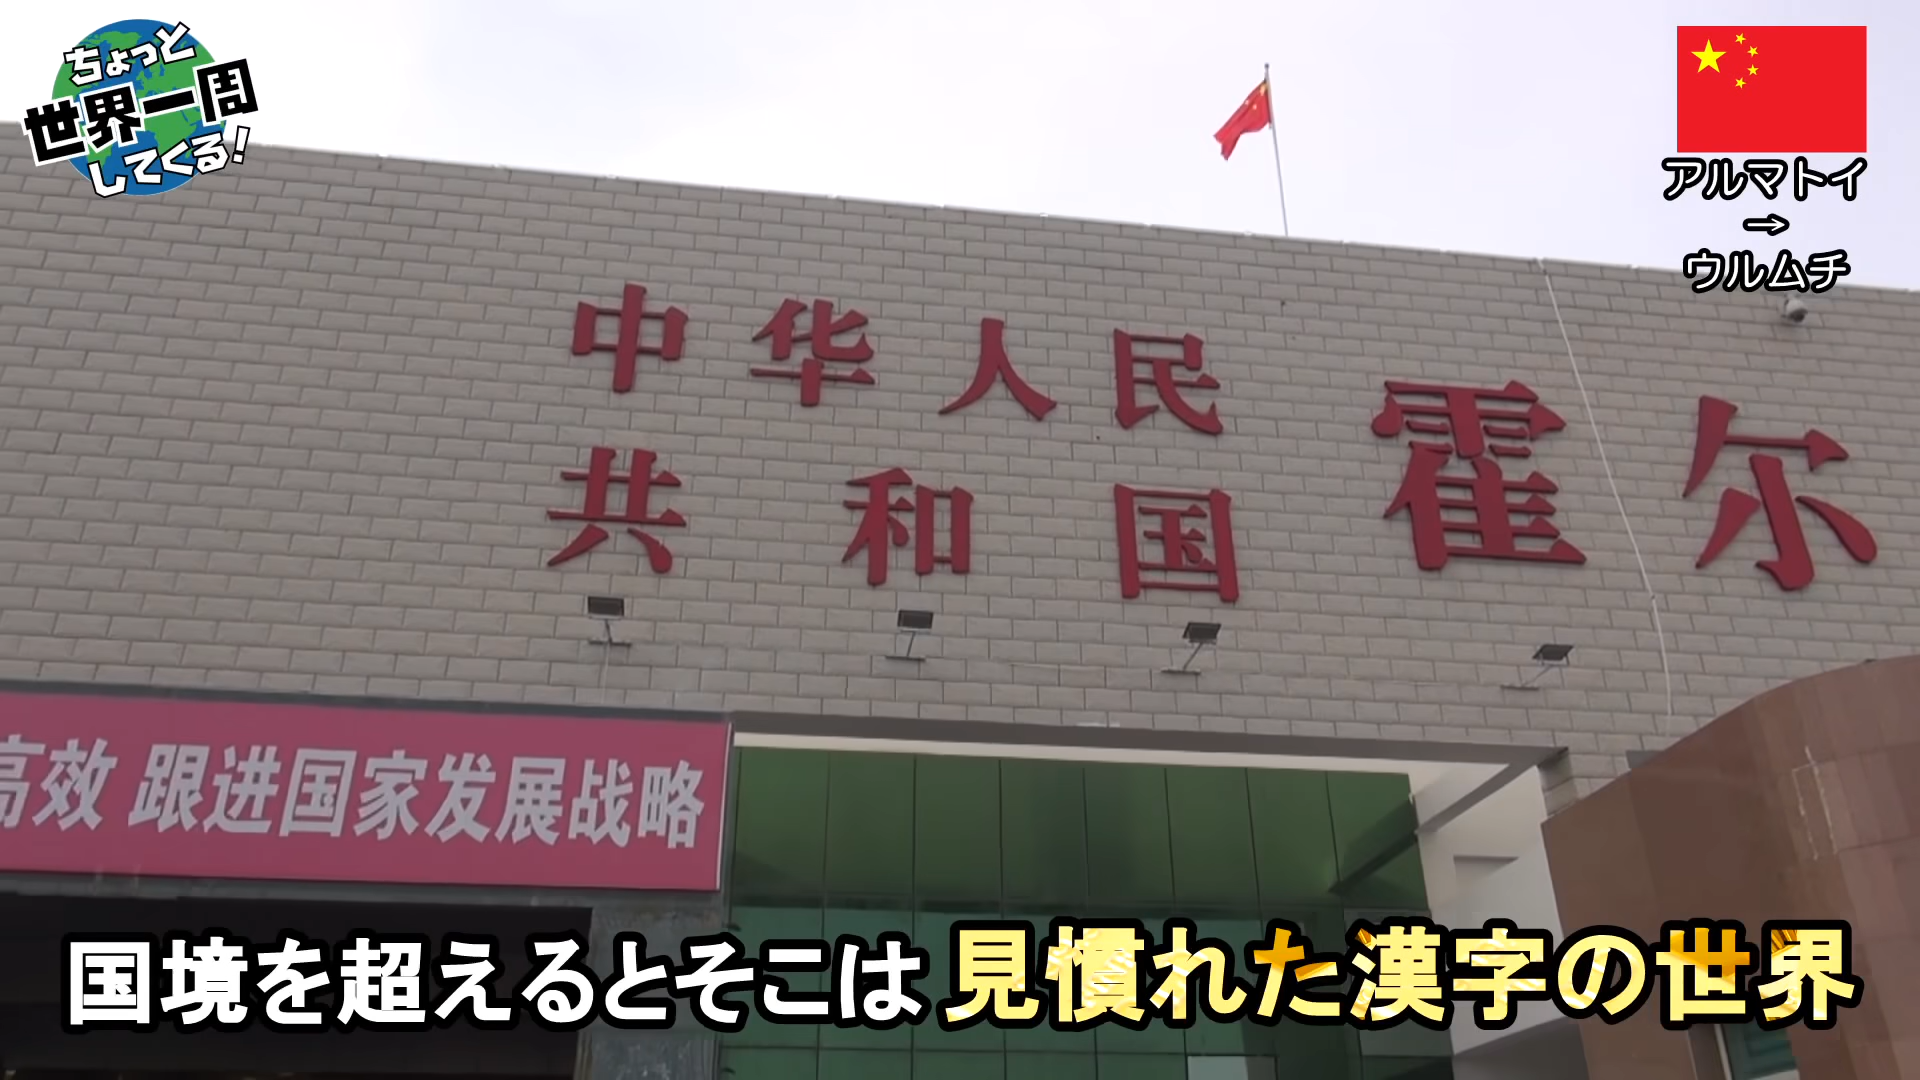 ちょっと
世界一周
してくる!
アルマトイ
→
ウルムチ
中华人民
共和国
霍尔
高效 跟进国家发展战略
国境を超えるとそこは見慣れた漢字の世界